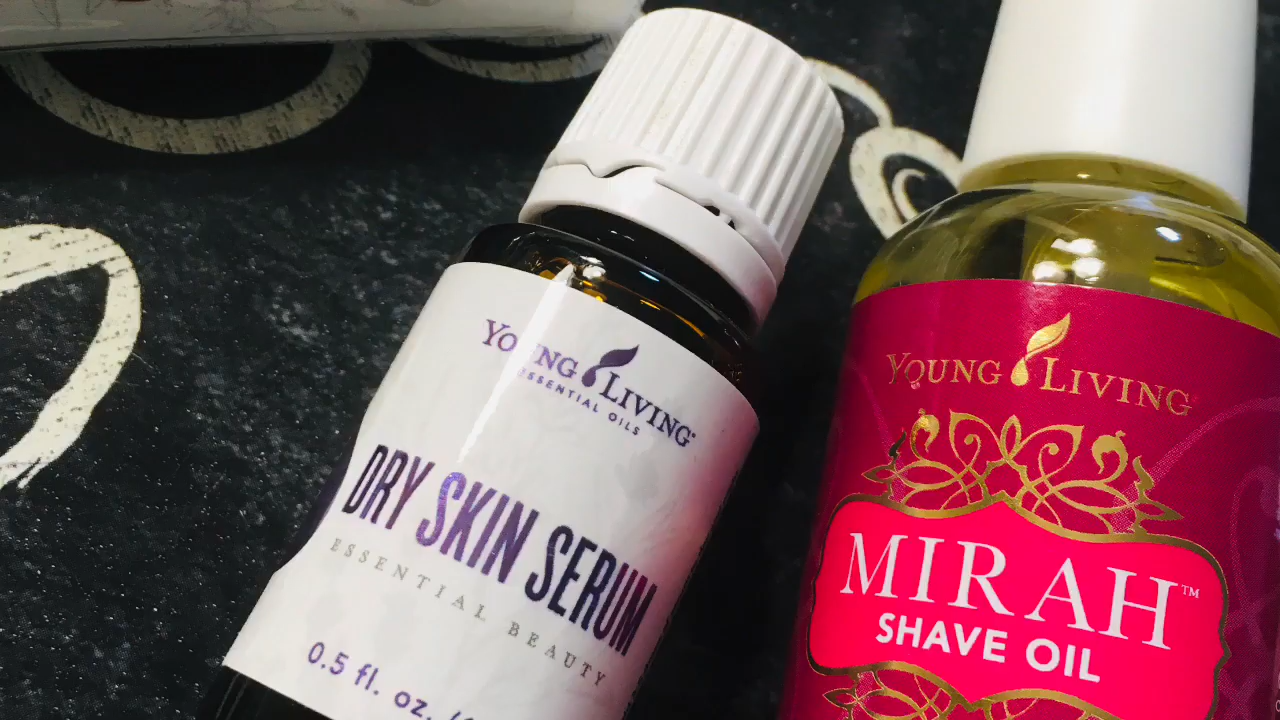 YOUNG LIVING
ESSENTIAL OILS
DRY SKIN SERUM
ESSENTIAL BEAUTY
0.5 fl. oz.
YOUNG LIVING
MIRAH™
SHAVE OIL